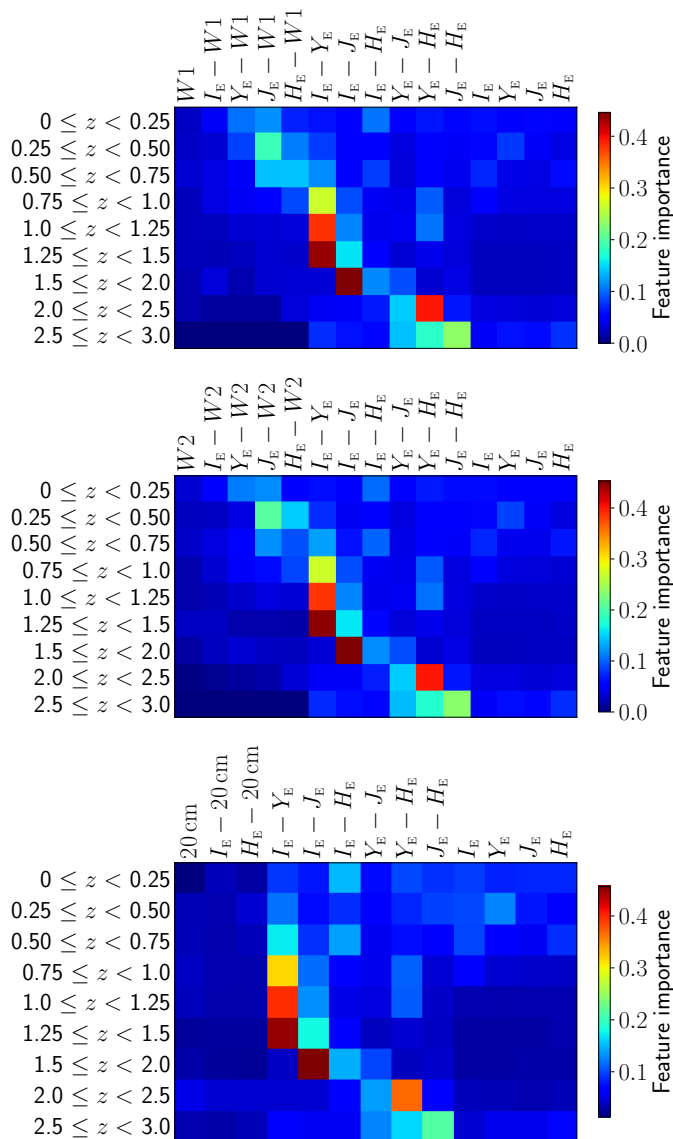 W1 I_E − W1 Y_E − W1 J_E − W1 H_E − W1 I_E − Y_E I_E − J_E I_E − H_E Y_E − J_E Y_E − H_E J_E − H_E I_E Y_E J_E H_E
0 ≤ z < 0.25
0.25 ≤ z < 0.50
0.50 ≤ z < 0.75
0.75 ≤ z < 1.0
1.0 ≤ z < 1.25
1.25 ≤ z < 1.5
1.5 ≤ z < 2.0
2.0 ≤ z < 2.5
2.5 ≤ z < 3.0
0.4
0.3
0.2
0.1
0.0
Feature importance
W2 I_E − W2 Y_E − W2 J_E − W2 H_E − W2 I_E − Y_E I_E − J_E I_E − H_E Y_E − J_E Y_E − H_E J_E − H_E I_E Y_E J_E H_E
0 ≤ z < 0.25
0.25 ≤ z < 0.50
0.50 ≤ z < 0.75
0.75 ≤ z < 1.0
1.0 ≤ z < 1.25
1.25 ≤ z < 1.5
1.5 ≤ z < 2.0
2.0 ≤ z < 2.5
2.5 ≤ z < 3.0
0.4
0.3
0.2
0.1
0.0
Feature importance
20 cm I_E − 20 cm H_E − 20 cm I_E − Y_E I_E − J_E I_E − H_E Y_E − J_E Y_E − H_E J_E − H_E I_E Y_E J_E H_E
0 ≤ z < 0.25
0.25 ≤ z < 0.50
0.50 ≤ z < 0.75
0.75 ≤ z < 1.0
1.0 ≤ z < 1.25
1.25 ≤ z < 1.5
1.5 ≤ z < 2.0
2.0 ≤ z < 2.5
2.5 ≤ z < 3.0
0.4
0.3
0.2
0.1
Feature importance